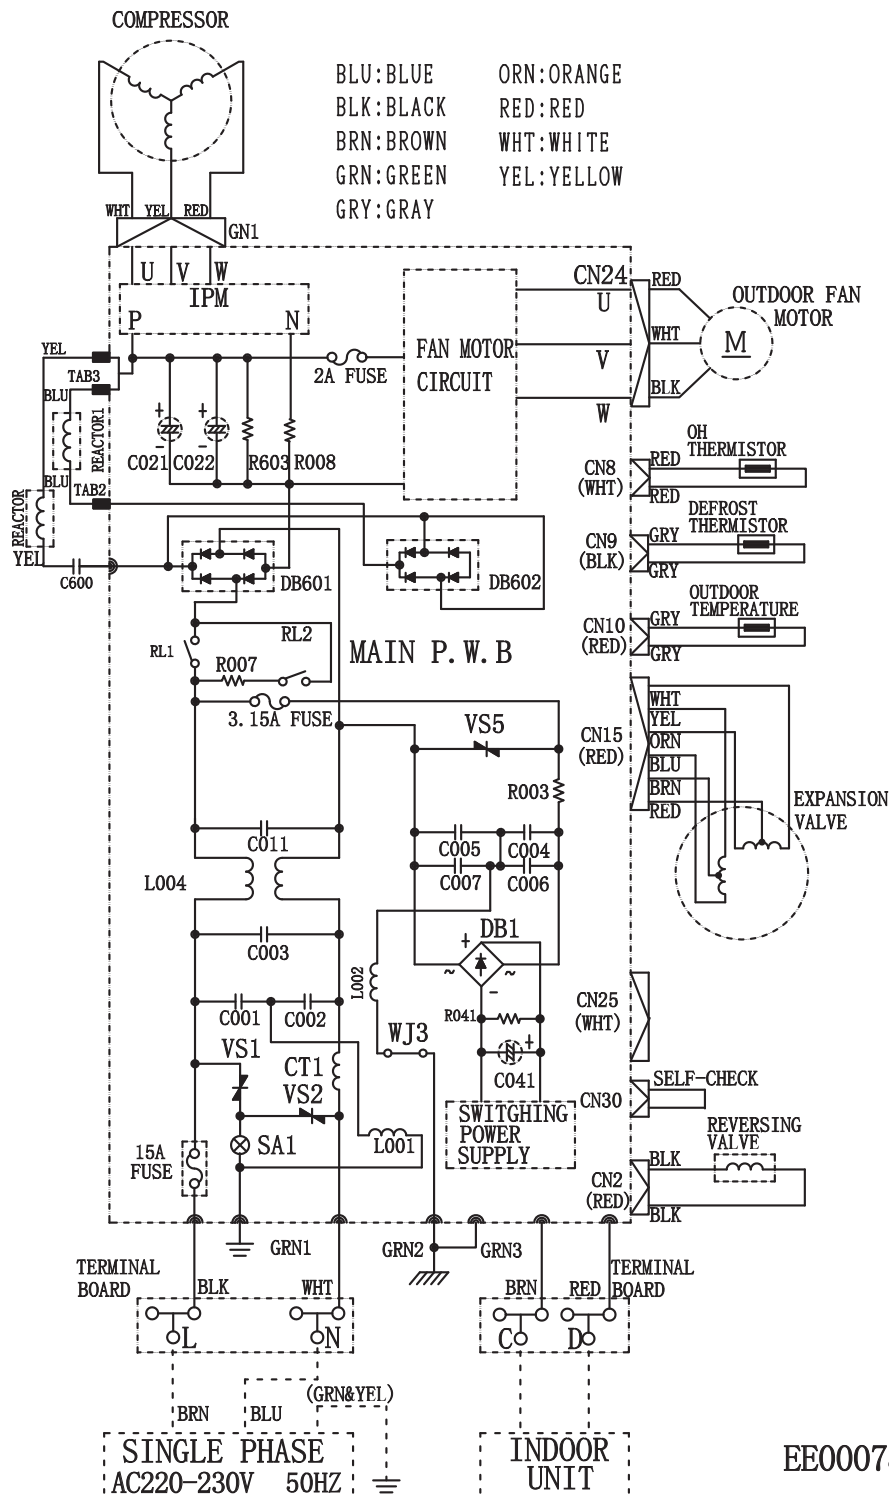 COMPRESSOR
BLU:BLUE ORN:ORANGE
BLK:BLACK RED:RED
BRN:BROWN WHT:WHITE
GRN:GREEN YEL:YELLOW
GRY:GRAY
WHT YEL RED
GN1
U V W
IPM
P N
CN24
U
V
W
RED
WHT
BLK
OUTDOOR FAN
MOTOR
M
FAN MOTOR
CIRCUIT
2A FUSE
YEL
TAB3
BLU
REACTOR1
BLU
TAB2
REACTOR
YEL
C600
+
-
+
-
C021
C022
R603
R008
CN8
(WHT)
RED
RED
OH
THERMISTOR
CN9
(BLK)
GRY
GRY
DEFROST
THERMISTOR
CN10
(RED)
GRY
GRY
OUTDOOR
TEMPERATURE
DB601
DB602
RL1
RL2
R007
MAIN P.W.B
3.15A FUSE
VS5
R003
CN15
(RED)
WHT
YEL
ORN
BLU
BRN
RED
EXPANSION
VALVE
C011
L004
C003
C005
C004
C007
C006
DB1
+
~
~
-
L002
R041
WJ3
+
C041
C001
C002
VS1
CT1
VS2
SA1
L001
15A
FUSE
SWITGHING
POWER
SUPPLY
CN25
(WHT)
CN30
SELF-CHECK
REVERSING
VALVE
CN2
(RED)
BLK
BLK
GRN1
GRN2
GRN3
TERMINAL
BOARD
BLK
WHT
BRN
RED
TERMINAL
BOARD
L
N
C
D
BRN
BLU
(GRN&YEL)
SINGLE PHASE
AC220-230V 50HZ
INDOOR
UNIT